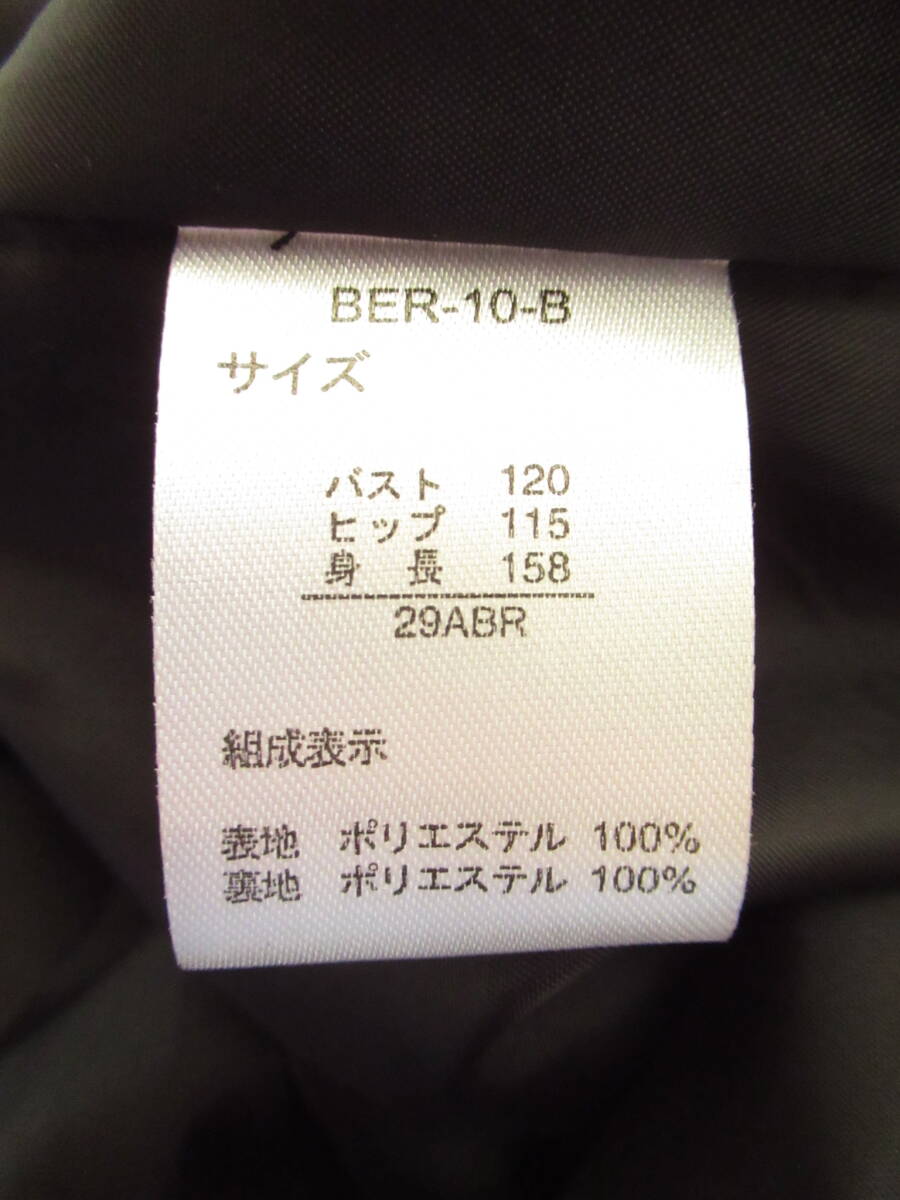 BER-10-B
サイズ
バスト 120
ヒップ 115
身 長 158
29ABR
組成表示
表地 ポリエステル 100%
裏地 ポリエステル 100%